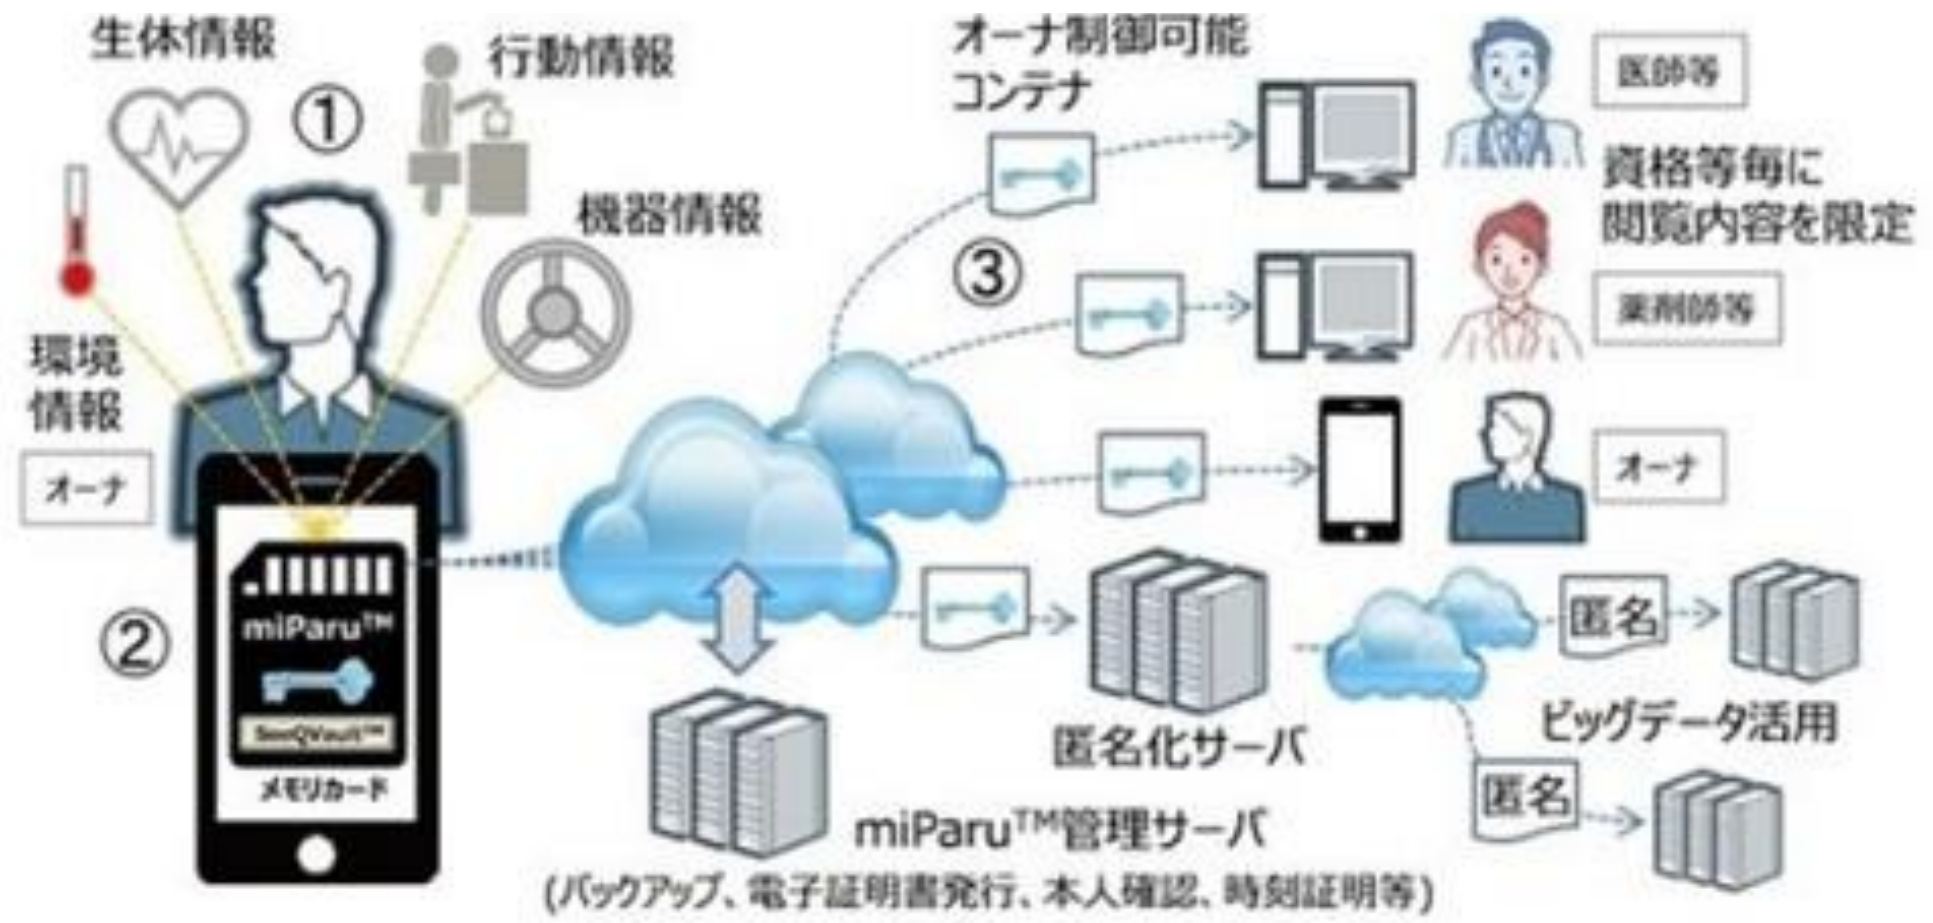 生体情報
①
行動情報
機器情報
環境
情報
オーナ
②
miParu™
SeeQVault™
メモリカード
オーナ制御可能
コンテナ
③
医師等
資格等毎に
閲覧内容を限定
薬剤師等
オーナ
匿名化サーバ
匿名
ビッグデータ活用
匿名
miParu™管理サーバ
(バックアップ、電子証明書発行、本人確認、時刻証明等)